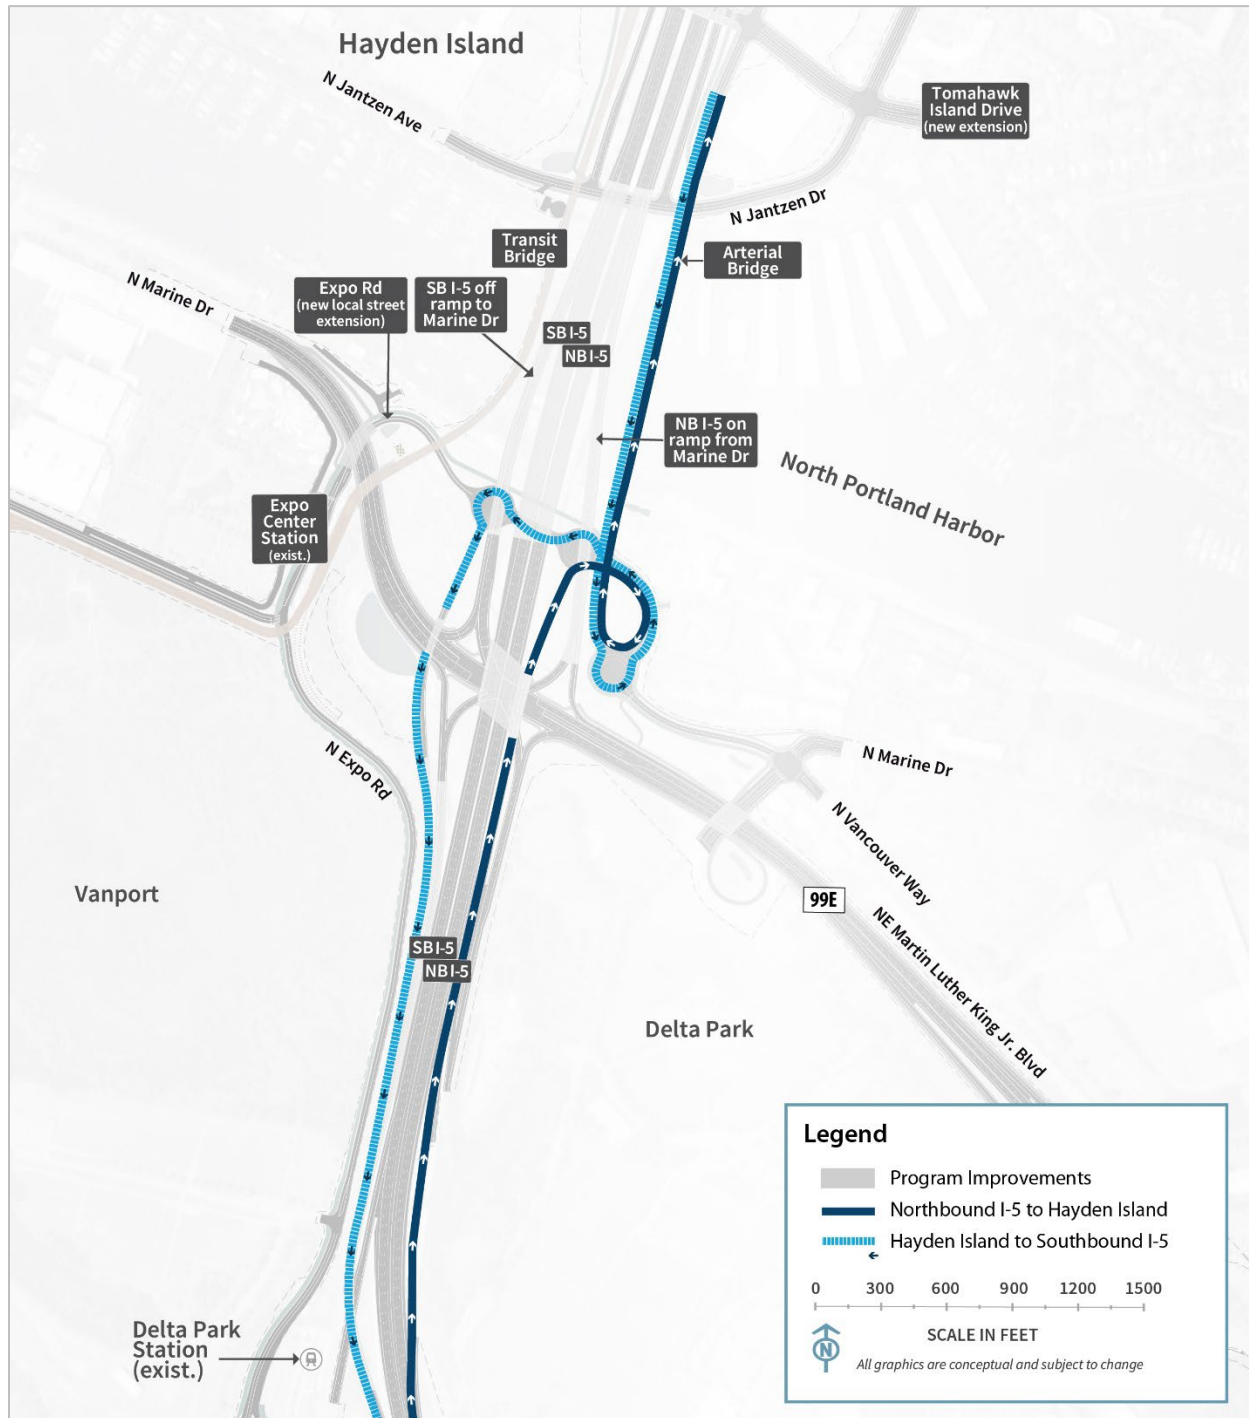 Hayden Island
N Jantzen Ave
Tomahawk
Island Drive
(new extension)
N Jantzen Dr
Transit
Bridge
Arterial
Bridge
N Marine Dr
Expo Rd
(new local street
extension)
SB I-5 off
ramp to
Marine Dr
SB I-5
NB I-5
NB I-5 on
ramp from
Marine Dr
North Portland Harbor
Expo
Center
Station
(exist.)
N Expo Rd
N Marine Dr
N Vancouver Way
Vanport
99E
NE Martin Luther King Jr. Blvd
SB I-5
NB I-5
Delta Park
Legend
Program Improvements
Northbound I-5 to Hayden Island
Hayden Island to Southbound I-5
0 300 600 900 1200 1500
SCALE IN FEET
N
All graphics are conceptual and subject to change
Delta Park
Station
(exist.)